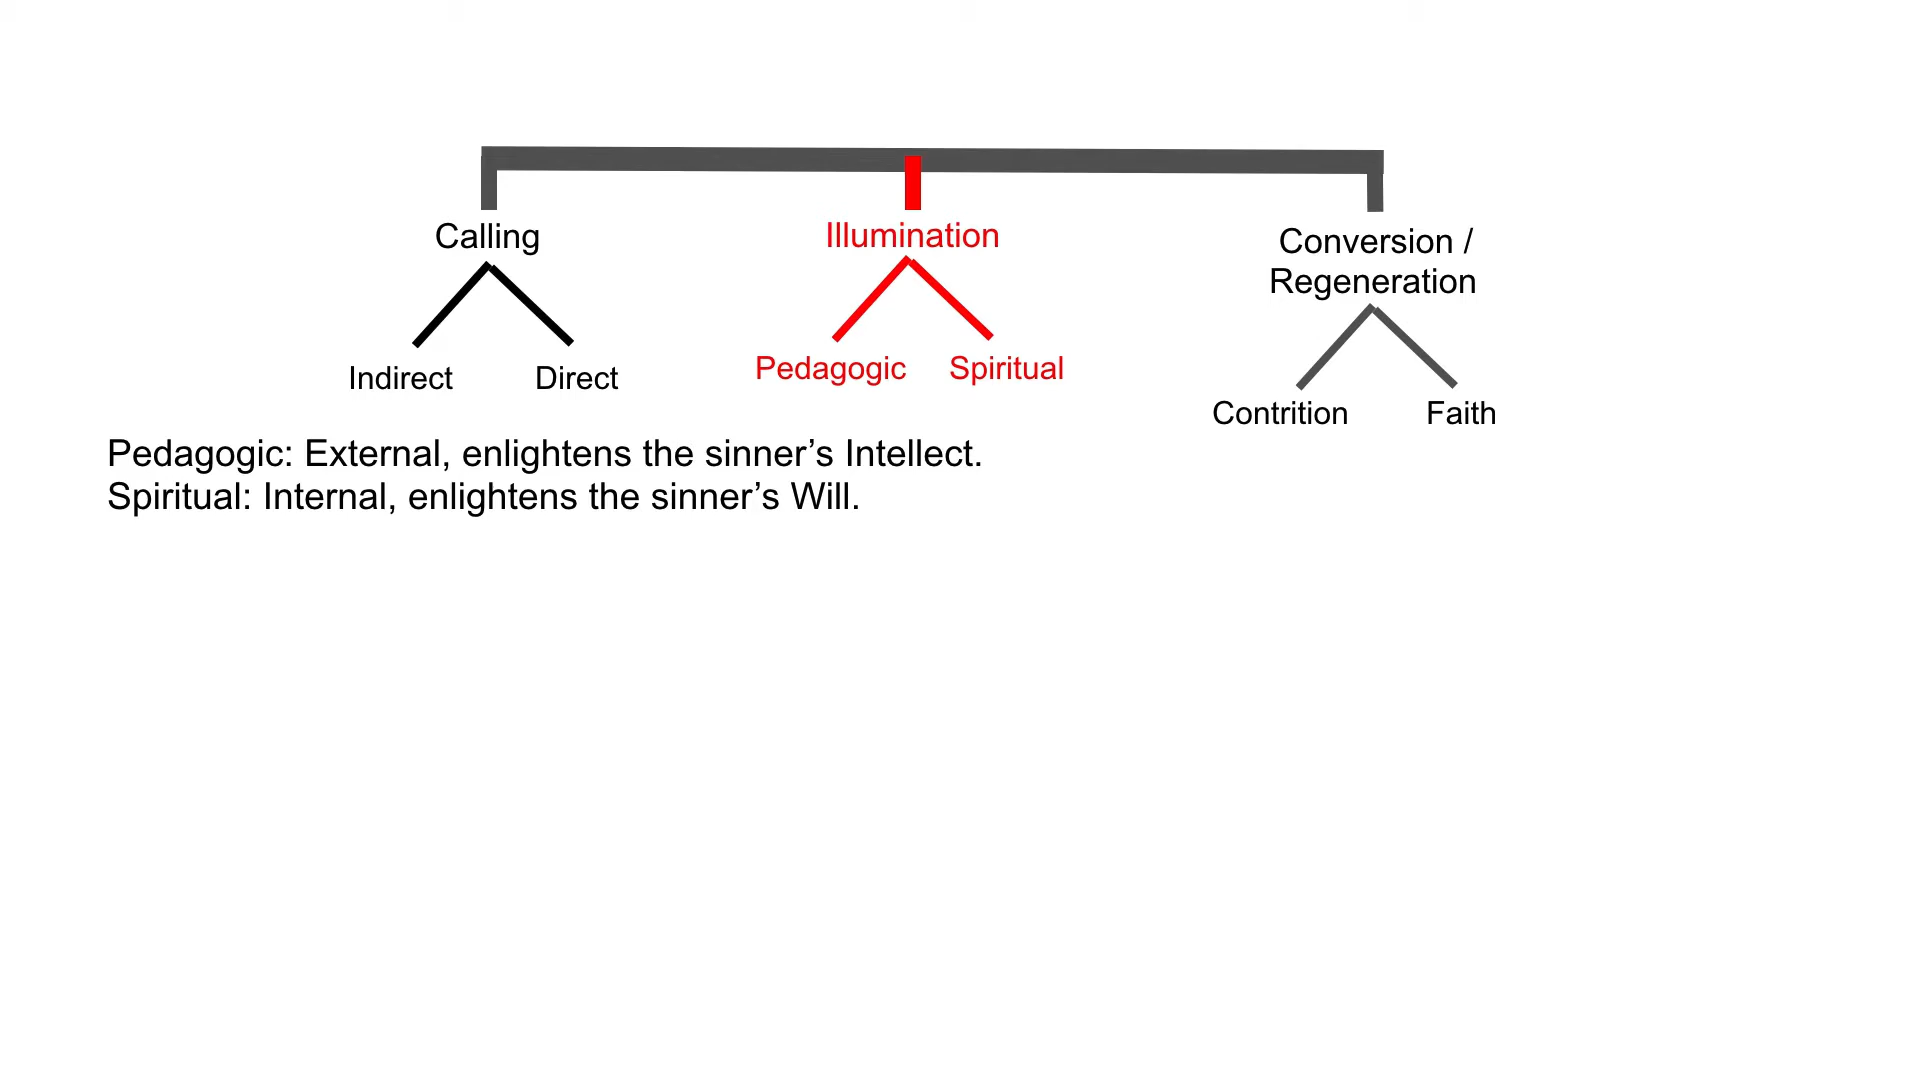 Calling
Illumination
Conversion /
Regeneration
Indirect
Direct
Pedagogic
Spiritual
Contrition
Faith
Pedagogic: External, enlightens the sinner’s Intellect.
Spiritual: Internal, enlightens the sinner’s Will.